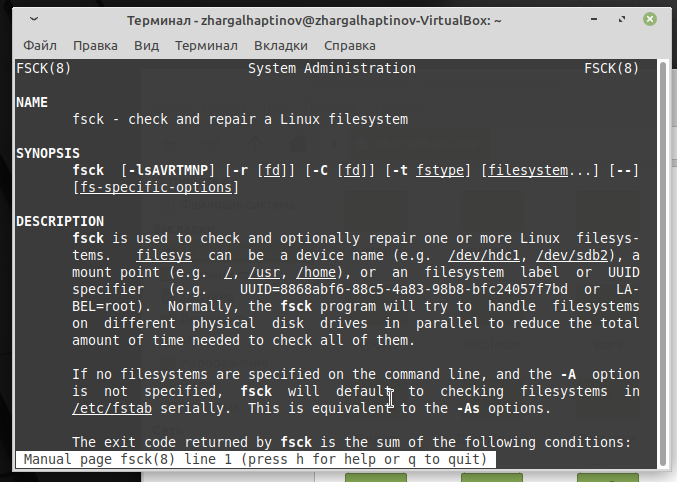 Терминал - zhargalhaptinov@zhargalhaptinov-VirtualBox: ~
Файл Правка Вид Терминал Вкладки Справка
FSCK(8) System Administration FSCK(8)
NAME
fsck - check and repair a Linux filesystem
SYNOPSIS
fsck [-lsAVRTMNP] [-r [fd]] [-C [fd]] [-t fstype] [filesystem...] [--]
[fs-specific-options]
DESCRIPTION
fsck is used to check and optionally repair one or more Linux filesys-
tems. filesys can be a device name (e.g. /dev/hdc1, /dev/sdb2), a
mount point (e.g. /, /usr, /home), or an filesystem label or UUID
specifier (e.g. UUID=8868abf6-88c5-4a83-98b8-bfc24057f7bd or LA-
BEL=root). Normally, the fsck program will try to handle filesystems
on different physical disk drives in parallel to reduce the total
amount of time needed to check all of them.
If no filesystems are specified on the command line, and the -A option
is not specified, fsck will default to checking filesystems in
/etc/fstab serially. This is equivalent to the -As options.
The exit code returned by fsck is the sum of the following conditions:
Manual page fsck(8) line 1 (press h for help or q to quit)